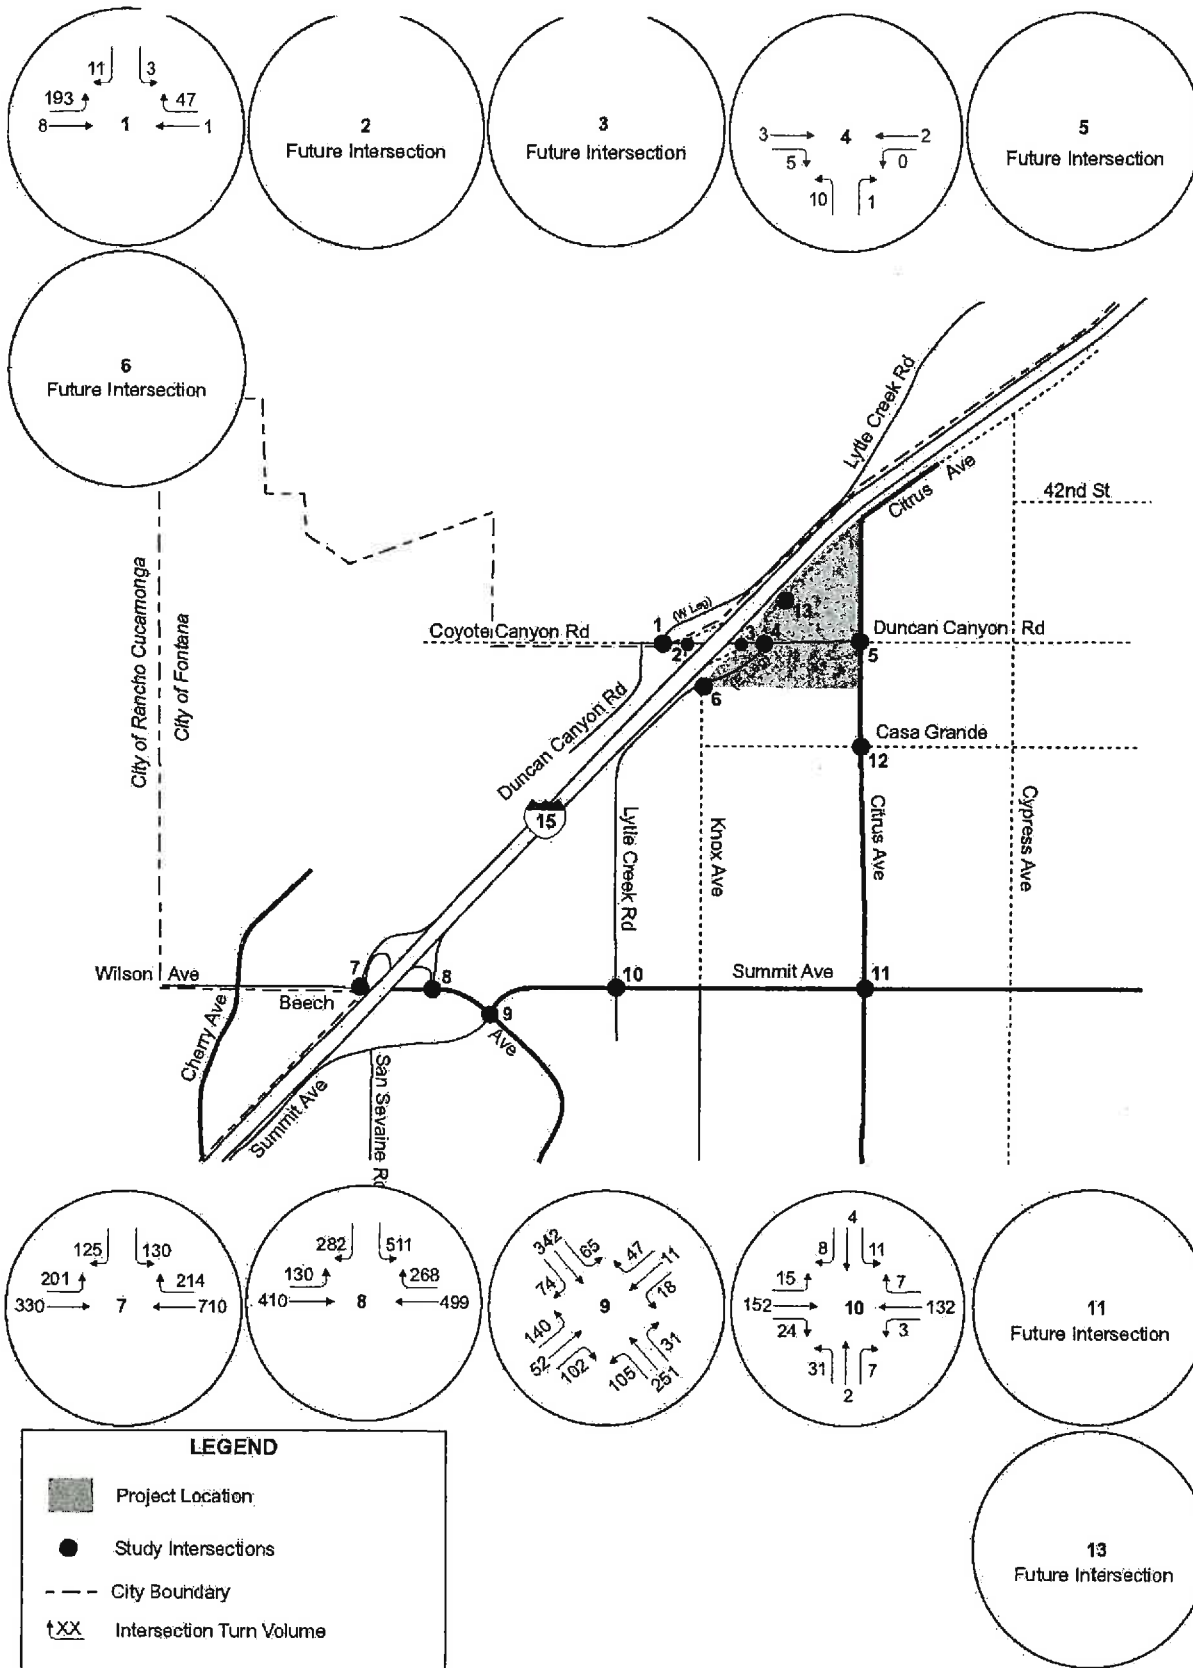 11 3
193 47
8 1 1
2
Future Intersection
3
Future Intersection
3 4 2
5 0
10 1
5
Future Intersection
6
Future Intersection
Lytle Creek Rd
Citrus Ave
42nd St
City of Rancho Cucamonga
City of Fontana
Coyote Canyon Rd
1
(W Leg)
2
3
4
13
Duncan Canyon Rd
5
6
Duncan Canyon Rd
Casa Grande
12
15
Lytle Creek Rd
Knox Ave
Citrus Ave
Cypress Ave
Wilson Ave
7
8
10
Summit Ave
11
Beech
9
Ave
Cherry Ave
Summit Ave
San Sevaine Rd
125 130
201 214
330 7 710
282 511
130 268
410 8 499
342 65 47 11
74 18
9
140 31
52 102 105 251
4
8 11
15 7
152 10 132
24 3
31 7
2
11
Future Intersection
13
Future Intersection
LEGEND
Project Location
Study Intersections
City Boundary
XX Intersection Turn Volume